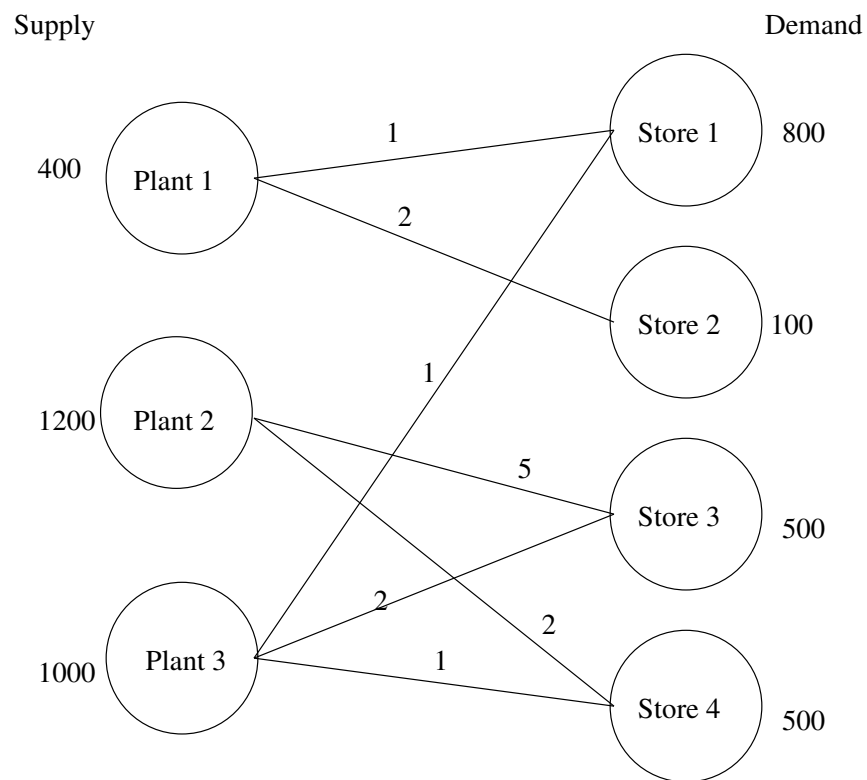 Supply
Demand
1
Store 1
800
400
Plant 1
2
Store 2
100
1
1200
Plant 2
5
Store 3
500
2
2
1000
Plant 3
1
Store 4
500